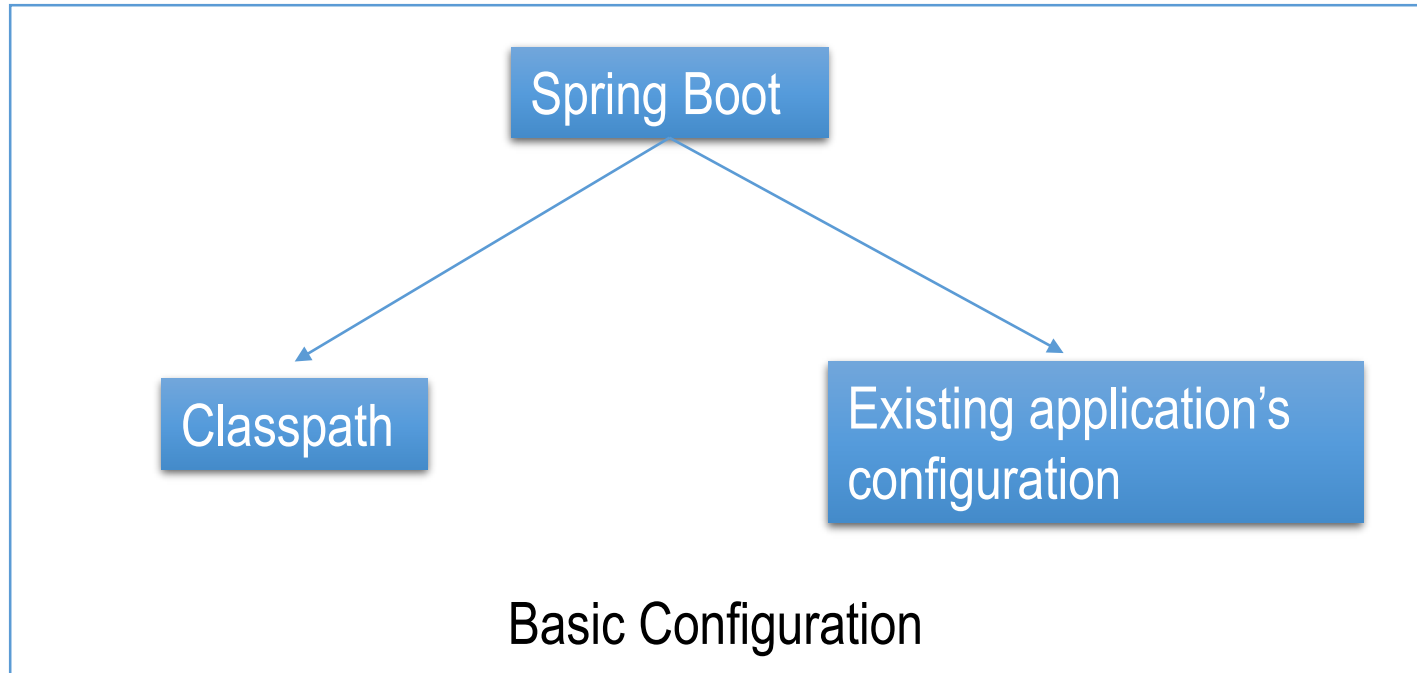 Spring Boot
Classpath
Existing application’s
configuration
Basic Configuration